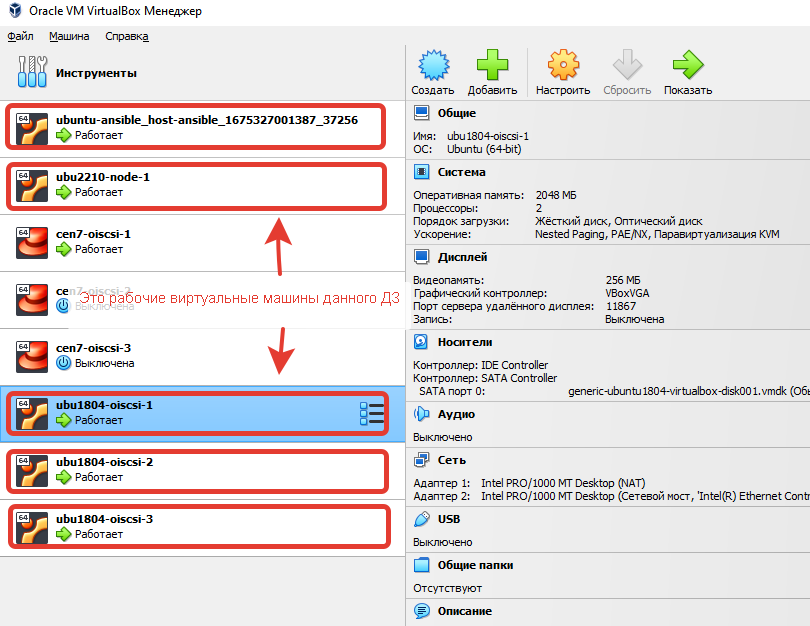 Oracle VM VirtualBox Менеджер
Файл Машина Справка
Инструменты
Создать Добавить Настроить Сбросить Показать
64 ubuntu-ansible_host-ansible_1675327001387_37256
Работает
64 ubu2210-node-1
Работает
64 cen7-oiscsi-1
Работает
64 cen7-oiscsi-2
Выключена
Это рабочие виртуальные машины данного ДЗ
64 cen7-oiscsi-3
Выключена
64 ubu1804-oiscsi-1
Работает
64 ubu1804-oiscsi-2
Работает
64 ubu1804-oiscsi-3
Работает
Общие
Имя: ubu1804-oiscsi-1
ОС: Ubuntu (64-bit)
Система
Оперативная память: 2048 МБ
Процессоры: 2
Порядок загрузки: Жёсткий диск, Оптический диск
Ускорение: Nested Paging, PAE/NX, Паравиртуализация KVM
Дисплей
Видеопамять: 256 МБ
Графический контроллер: VBoxVGA
Порт сервера удалённого дисплея: 11867
Запись: Выключена
Носители
Контроллер: IDE Controller
Контроллер: SATA Controller
SATA порт 0: generic-ubuntu1804-virtualbox-disk001.vmdk (Обы
Аудио
Выключено
Сеть
Адаптер 1: Intel PRO/1000 MT Desktop (NAT)
Адаптер 2: Intel PRO/1000 MT Desktop (Сетевой мост, 'Intel(R) Ethernet Contr
USB
Выключено
Общие папки
Отсутствуют
Описание